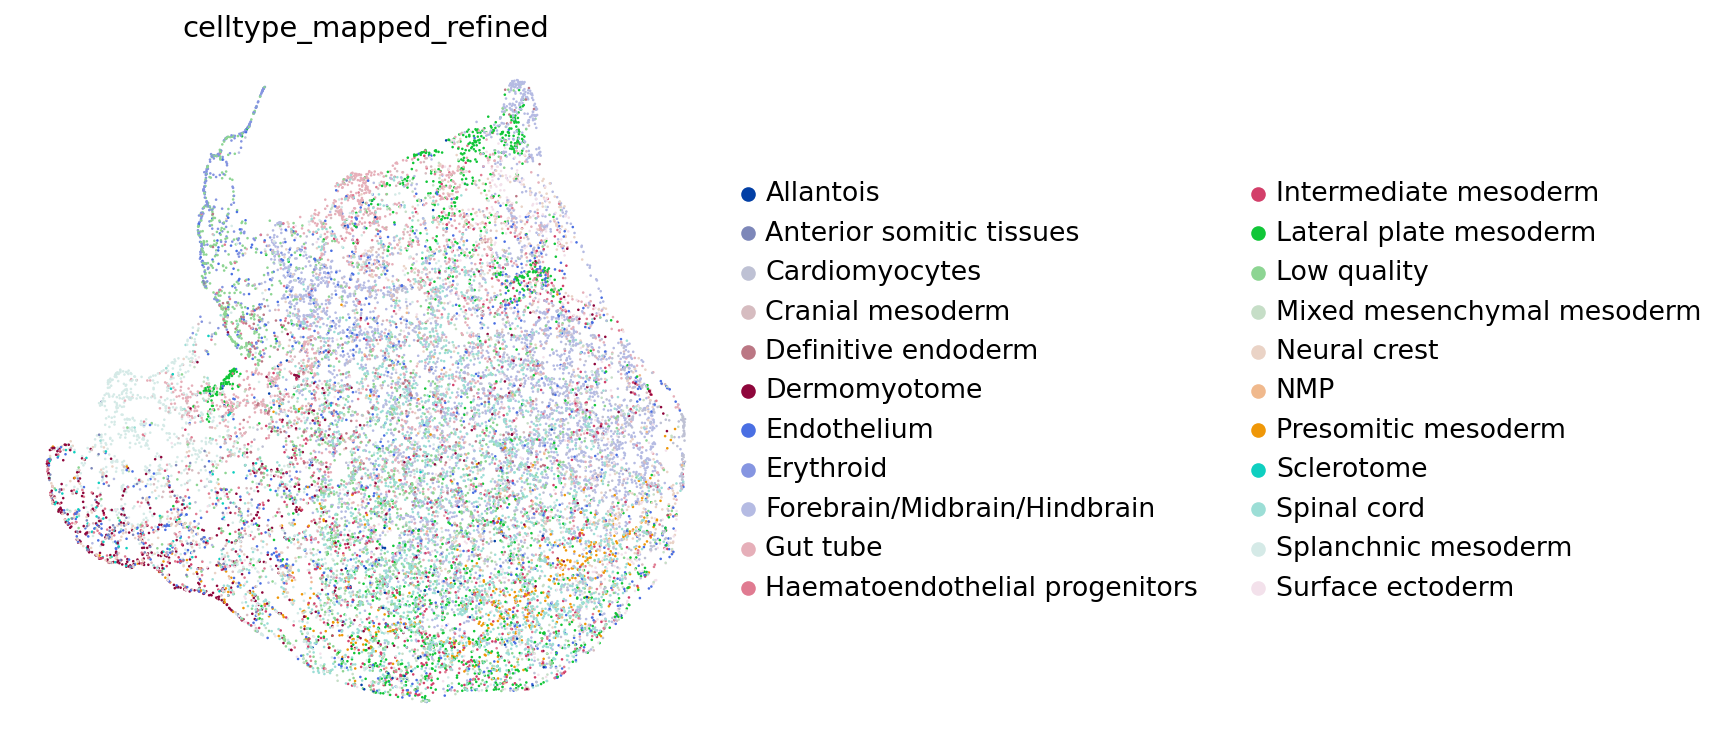 celltype_mapped_refined
Allantois
Anterior somitic tissues
Cardiomyocytes
Cranial mesoderm
Definitive endoderm
Dermomyotome
Endothelium
Erythroid
Forebrain/Midbrain/Hindbrain
Gut tube
Haematoendothelial progenitors
Intermediate mesoderm
Lateral plate mesoderm
Low quality
Mixed mesenchymal mesoderm
Neural crest
NMP
Presomitic mesoderm
Sclerotome
Spinal cord
Splanchnic mesoderm
Surface ectoderm